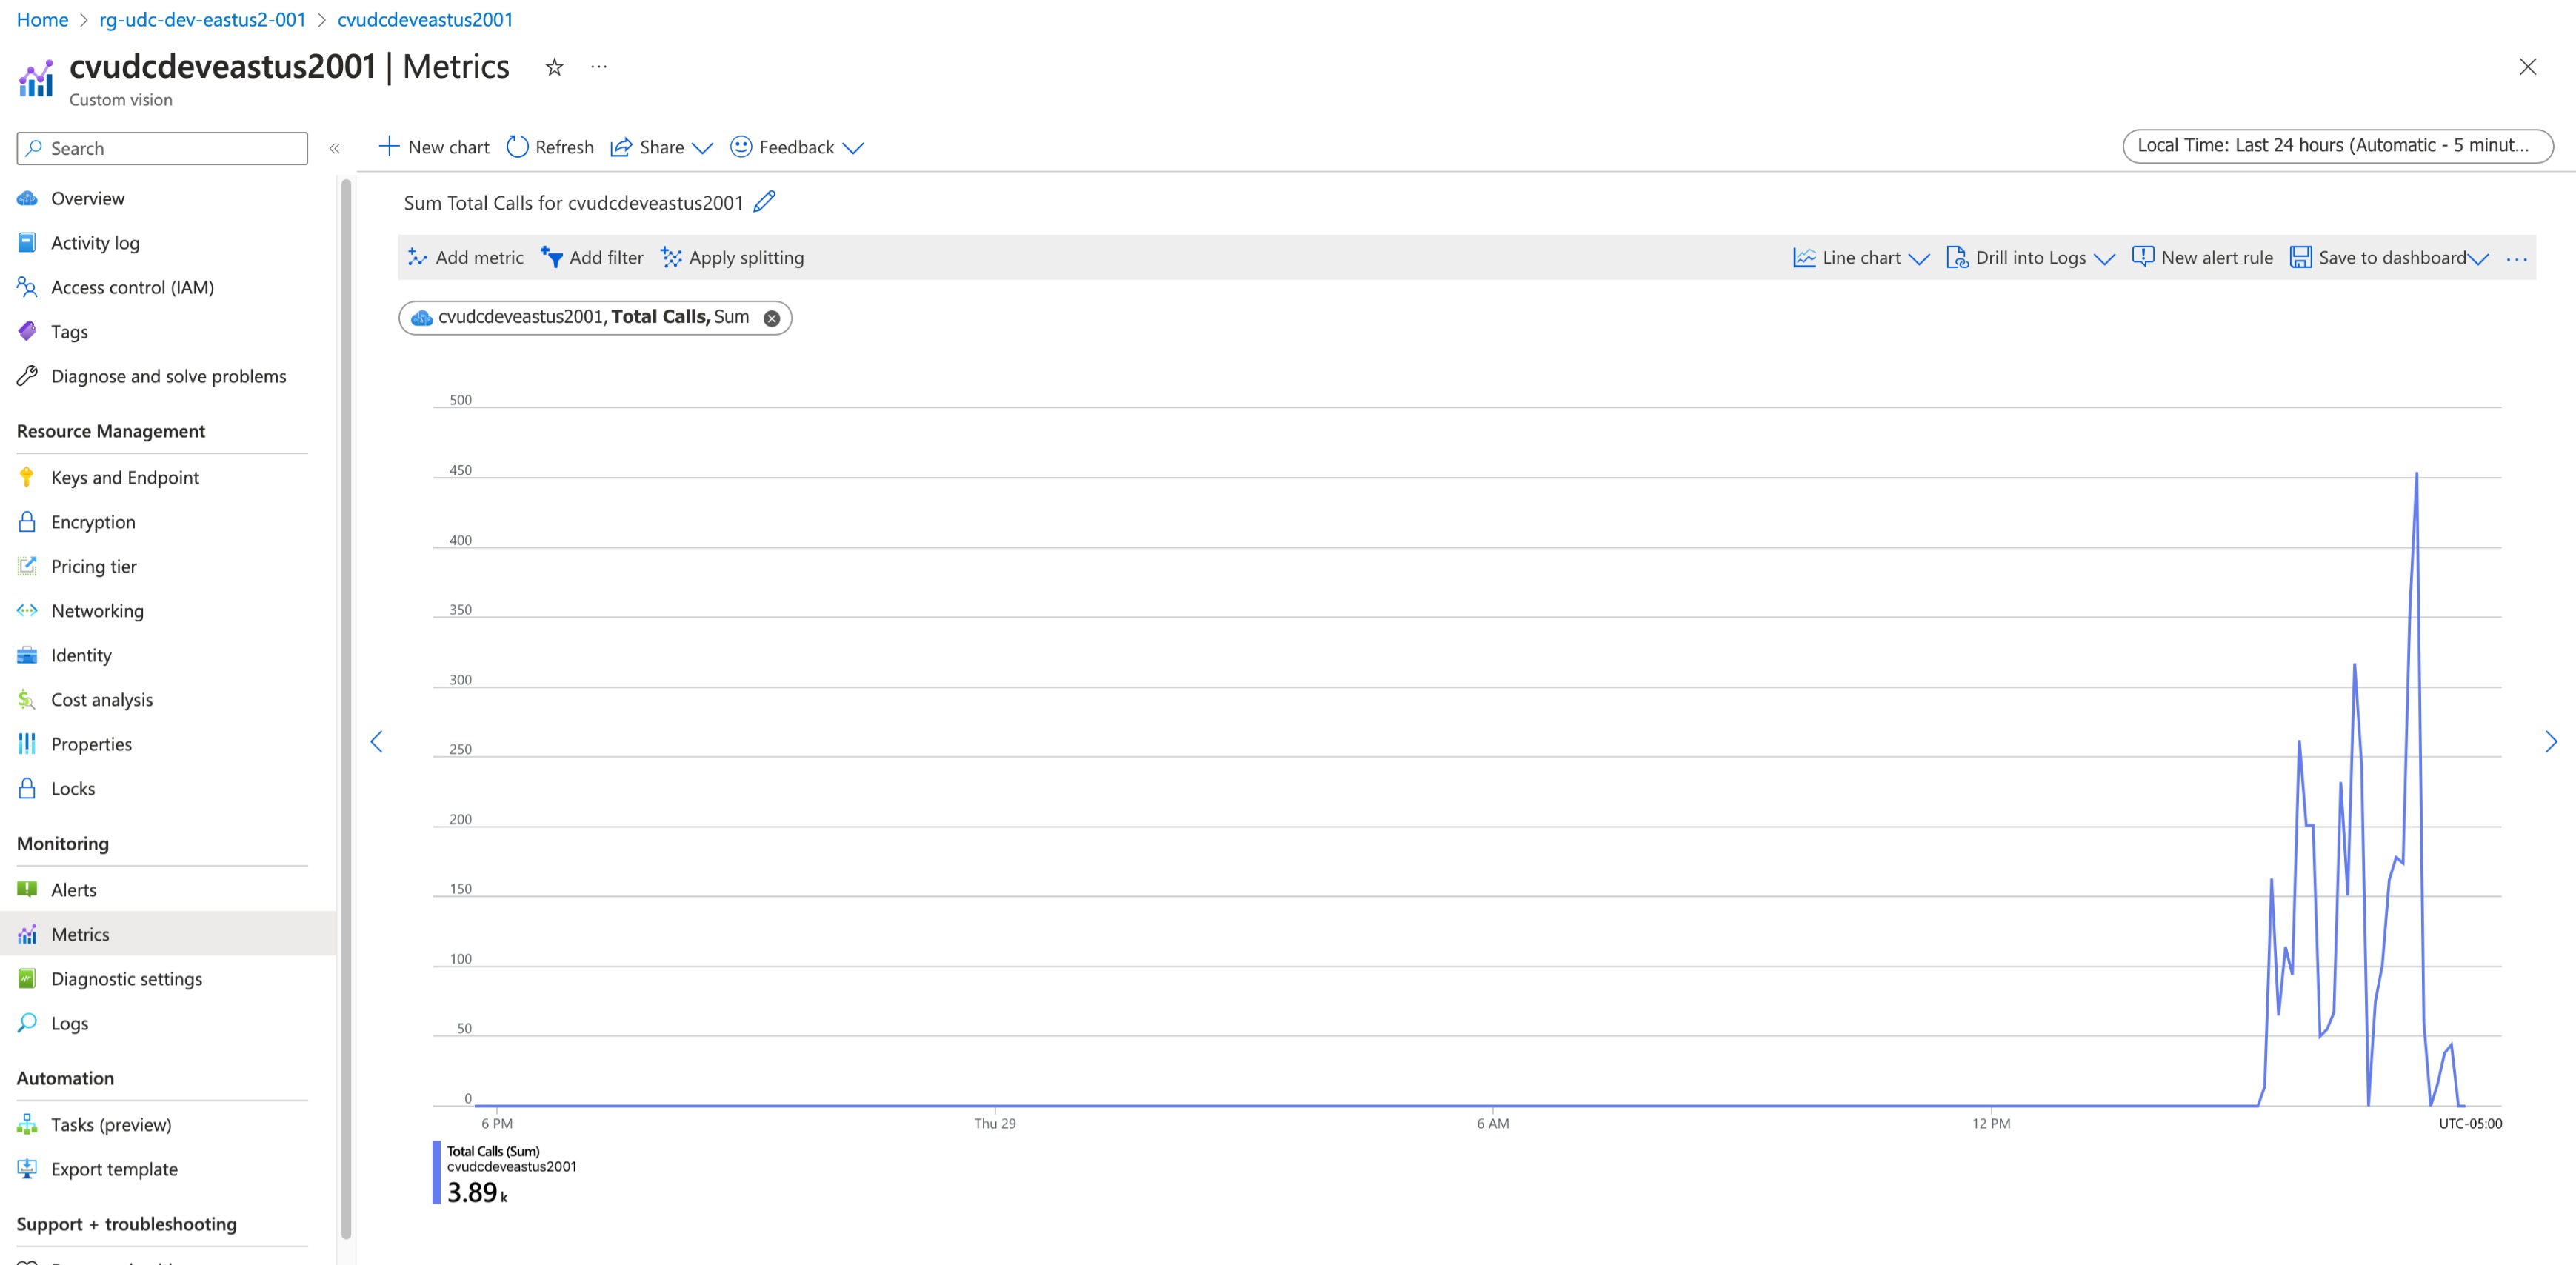 Home > rg-udc-dev-eastus2-001 > cvudcdeveastus2001
cvudcdeveastus2001 | Metrics
Custom vision
Search
New chart Refresh Share Feedback
Local Time: Last 24 hours (Automatic - 5 minut...
Overview
Activity log
Access control (IAM)
Tags
Diagnose and solve problems
Resource Management
Keys and Endpoint
Encryption
Pricing tier
Networking
Identity
Cost analysis
Properties
Locks
Monitoring
Alerts
Metrics
Diagnostic settings
Logs
Automation
Tasks (preview)
Export template
Support + troubleshooting
Sum Total Calls for cvudcdeveastus2001
Add metric Add filter Apply splitting
Line chart Drill into Logs New alert rule Save to dashboard
cvudcdeveastus2001, Total Calls, Sum
500
450
400
350
300
250
200
150
100
50
0
6 PM Thu 29 6 AM 12 PM UTC-05:00
Total Calls (Sum)
cvudcdeveastus2001
3.89 k